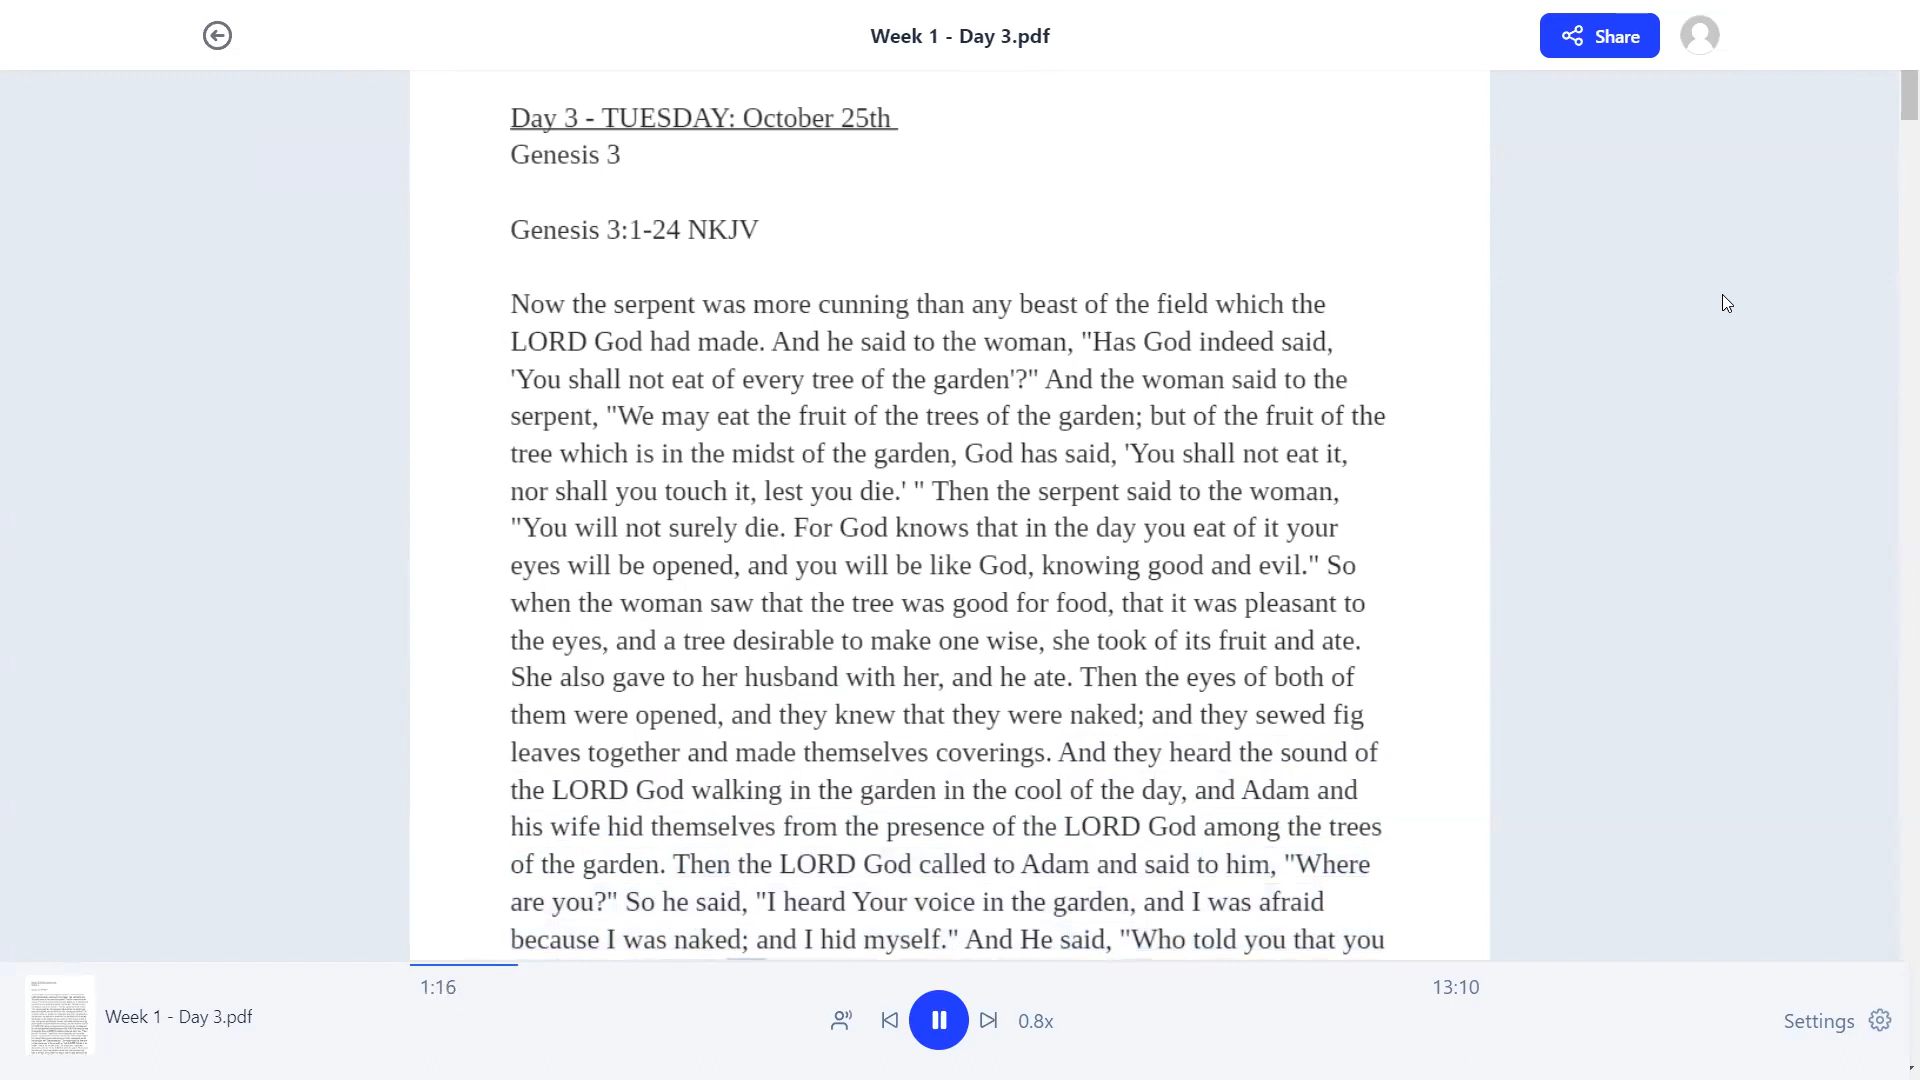 Week 1 - Day 3.pdf
Share
Day 3 - TUESDAY: October 25th
Genesis 3
Genesis 3:1-24 NKJV
Now the serpent was more cunning than any beast of the field which the
LORD God had made. And he said to the woman, "Has God indeed said,
'You shall not eat of every tree of the garden'?" And the woman said to the
serpent, "We may eat the fruit of the trees of the garden; but of the fruit of the
tree which is in the midst of the garden, God has said, 'You shall not eat it,
nor shall you touch it, lest you die.' " Then the serpent said to the woman,
"You will not surely die. For God knows that in the day you eat of it your
eyes will be opened, and you will be like God, knowing good and evil." So
when the woman saw that the tree was good for food, that it was pleasant to
the eyes, and a tree desirable to make one wise, she took of its fruit and ate.
She also gave to her husband with her, and he ate. Then the eyes of both of
them were opened, and they knew that they were naked; and they sewed fig
leaves together and made themselves coverings. And they heard the sound of
the LORD God walking in the garden in the cool of the day, and Adam and
his wife hid themselves from the presence of the LORD God among the trees
of the garden. Then the LORD God called to Adam and said to him, "Where
are you?" So he said, "I heard Your voice in the garden, and I was afraid
because I was naked; and I hid myself." And He said, "Who told you that you
1:16
13:10
Week 1 - Day 3.pdf
0.8x
Settings